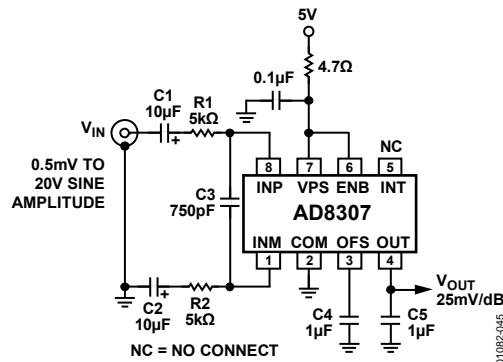 5V
4.7Ω
0.1µF
C1
10µF
R1
5kΩ
VIN
0.5mV TO
20V SINE
AMPLITUDE
C3
750pF
NC
8
7
6
5
INP
VPS
ENB
INT
AD8307
INM
COM
OFS
OUT
1
2
3
4
VOUT
25mV/dB
C2
10µF
R2
5kΩ
C4
1µF
C5
1µF
NC = NO CONNECT
11082-045